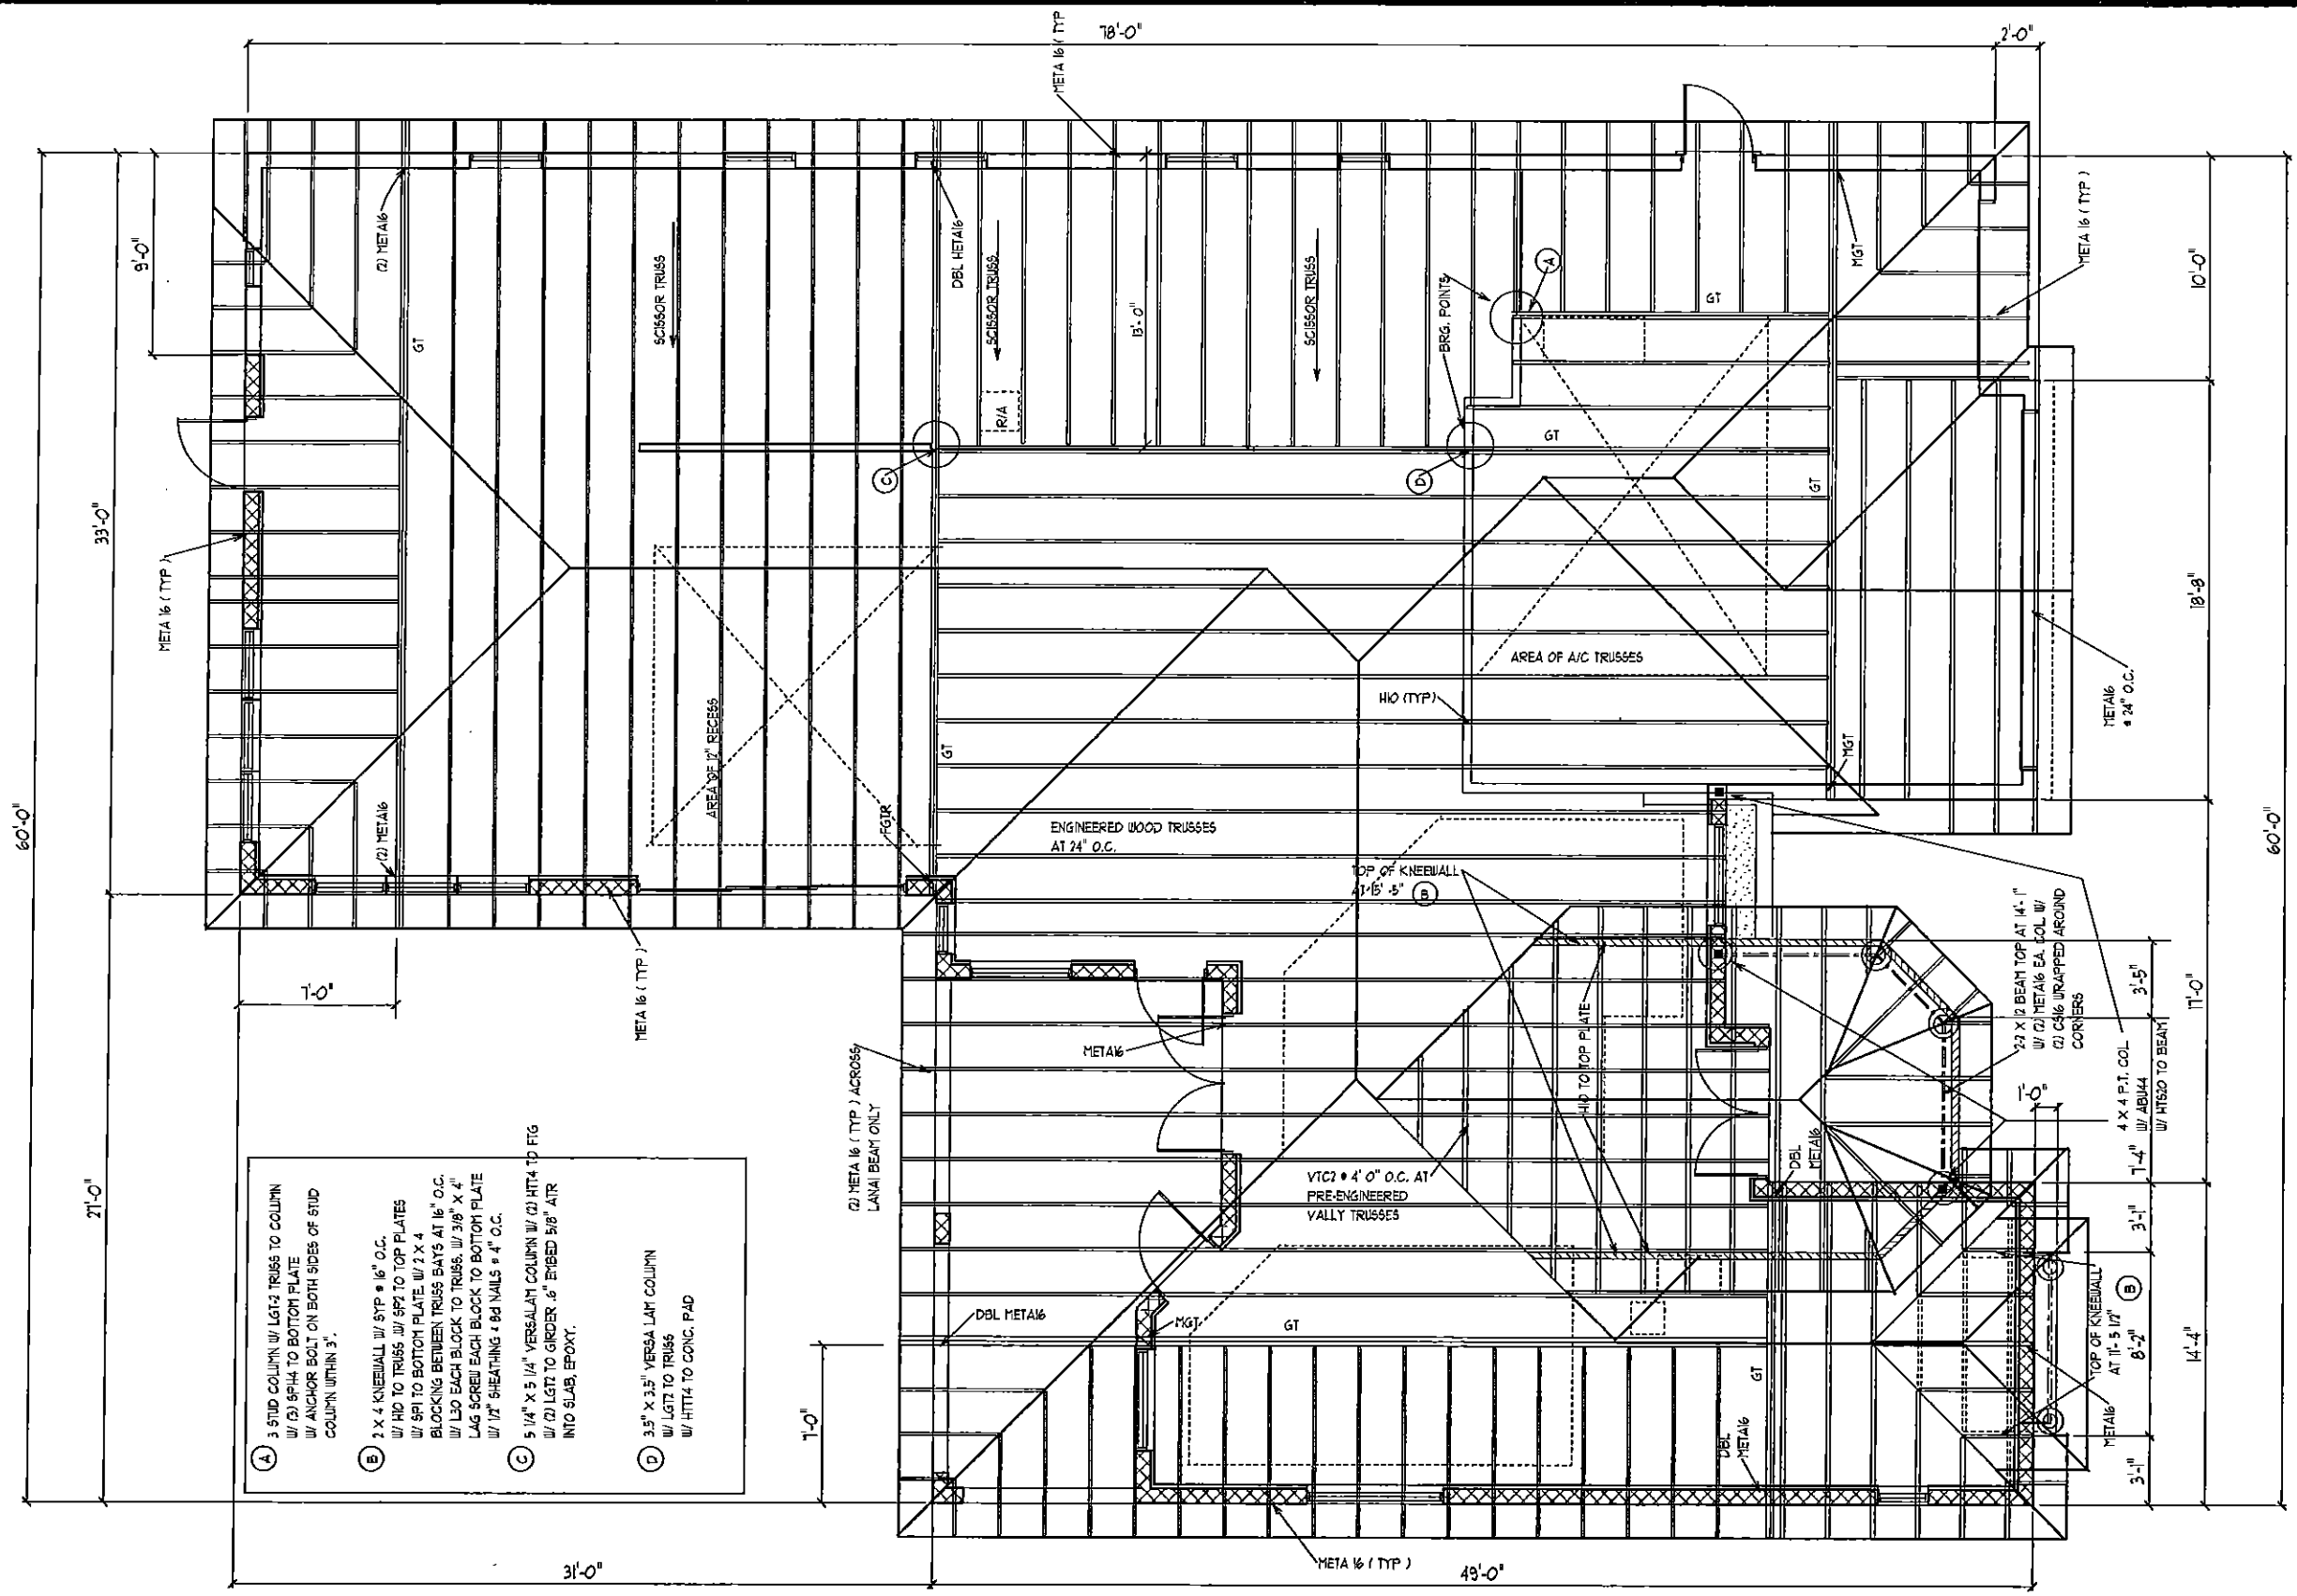 78'-0"
2'-0"
META 16 ( TYP
60'-0"
33'-0"
9'-0"
(2) META16
GT
SCISSOR TRUSS
DBL HETA16
SCISSOR TRUSS
R/A
13'-0"
SCISSOR TRUSS
BRG. POINTS
A
GT
MGT
META 16 ( TYP )
10'-0"
META 16 ( TYP )
C
D
GT
GT
18'-8"
AREA OF 12" RECESS
HIO (TYP)
AREA OF A/C TRUSSES
META16
@ 24" O.C.
GT
MGT
FGTR
ENGINEERED WOOD TRUSSES
AT 24" O.C.
(2) META16
60'-0"
TOP OF KNEEWALL
B
7'-0"
META 16 ( TYP )
META16
(2) META 16 ( TYP ) ACROSS
LANAI BEAM ONLY
HIO TO TOP PLATE
2-2 X 12 BEAM TOP AT 14'-1"
W/ (2) META16 EA. COL W/
(2) CS16 WRAPPED AROUND
CORNERS
3'-5"
17'-0"
4 X 4 P.T. COL
W/ ABU44
W/ HTS20 TO BEAM
1'-0"
7'-4"
DBL
META16
VTC2 @ 4' 0" O.C. AT
PRE-ENGINEERED
VALLY TRUSSES
3'-1"
27'-0"
A
3 STUD COLUMN W/ LGT-2 TRUSS TO COLUMN
W/ (3) SPH4 TO BOTTOM PLATE
W/ ANCHOR BOLT ON BOTH SIDES OF STUD
COLUMN WITHIN 3".
B
2 X 4 KNEEWALL W/ SYP @ 16" O.C.
W/ HIO TO TRUSS W/ SP2 TO TOP PLATES
W/ SP1 TO BOTTOM PLATE. W/ 2 X 4
BLOCKING BETWEEN TRUSS BAYS AT 16" O.C.
W/ L30 EACH BLOCK TO TRUSS. W/ 3/8" X 4"
LAG SCREW EACH BLOCK TO BOTTOM PLATE
W/ 1/2" SHEATHING & 8d NAILS @ 4" O.C.
C
5 1/4" X 5 1/4" VERSALAM COLUMN W/ (2) HTT4 TO FTG
W/ (2) LGT2 TO GIRDER .6" EMBED 5/8" ATR
INTO SLAB, EPOXY.
D
3.5" X 3.5" VERSA LAM COLUMN
W/ LGT2 TO TRUSS
W/ HTT4 TO CONC. PAD
DBL META16
MGT
GT
GT
TOP OF KNEEWALL
AT 11'- 5 1/2"
B
8'-2"
14'-4"
META16
DBL
META16
3'-1"
7'-0"
META 16 ( TYP )
31'-0"
49'-0"